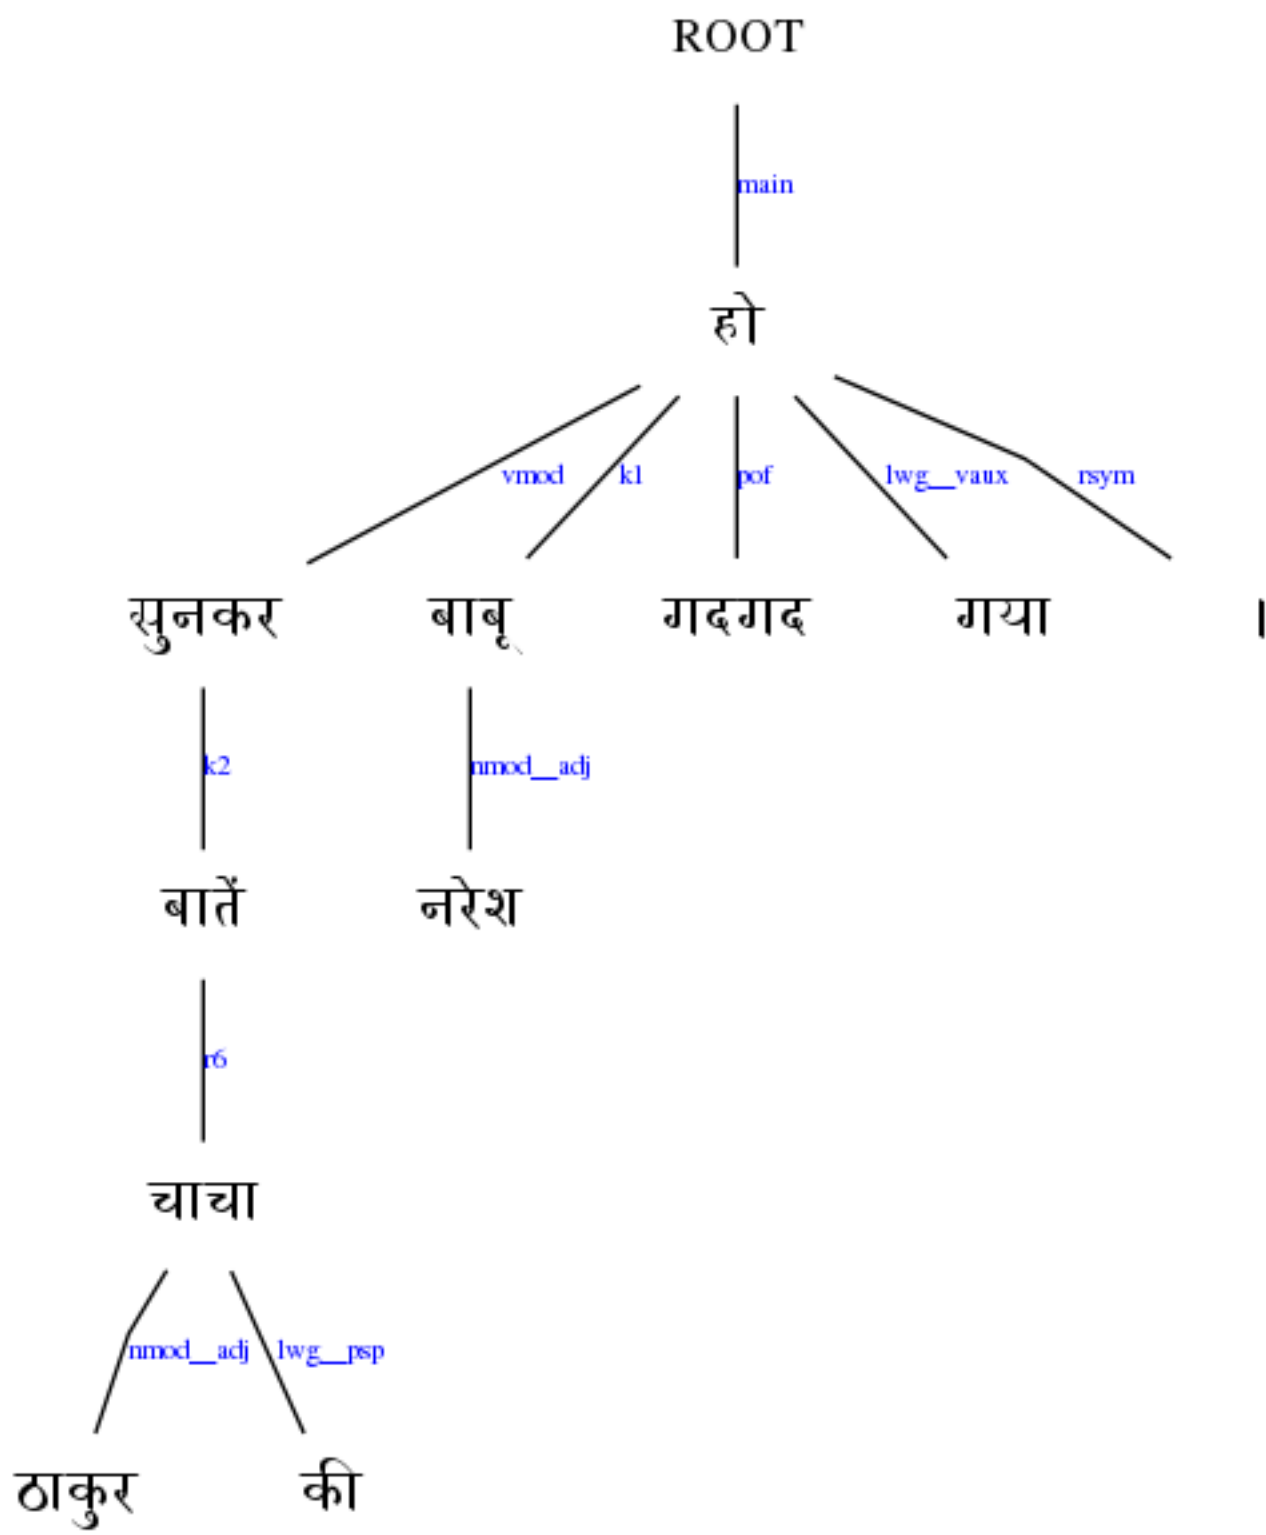 ROOT
main
हो
vmod k1 pof lwg__vaux rsym
सुनकर बाबू गदगद गया ।
k2 nmod__adj
बातें नरेश
r6
चाचा
nmod__adj lwg__psp
ठाकुर की